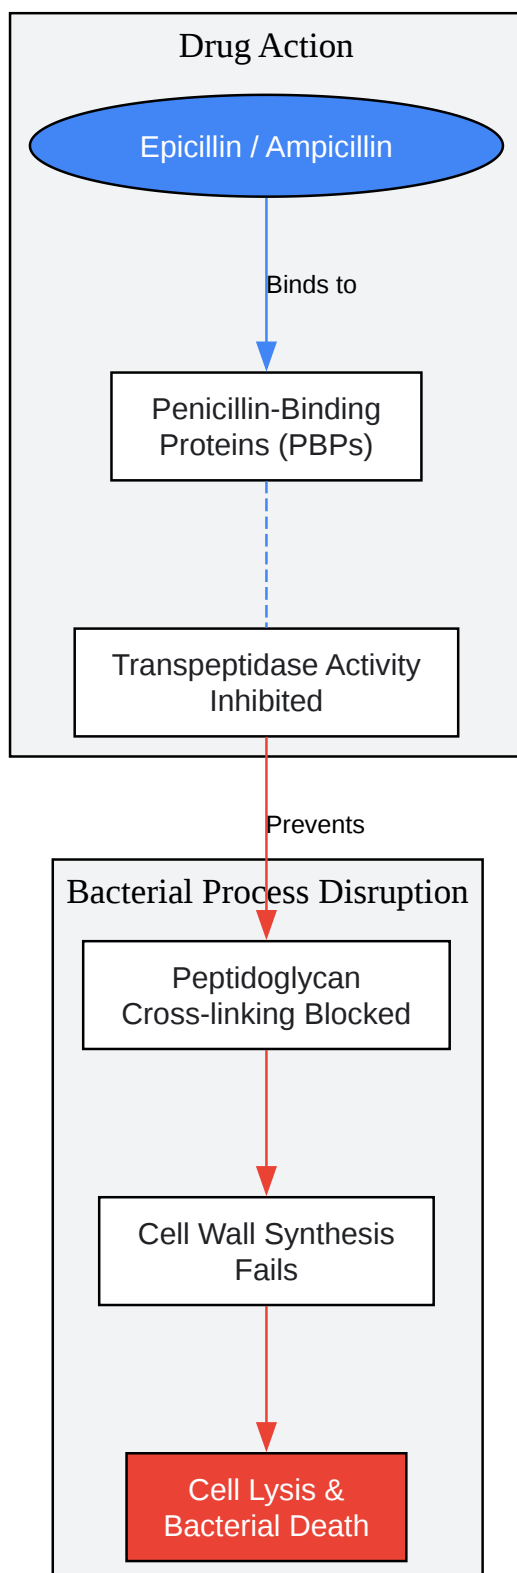 Drug Action
Epicillin / Ampicillin
Binds to
Penicillin-Binding
Proteins (PBPs)
Transpeptidase Activity
Inhibited
Prevents
Bacterial Process Disruption
Peptidoglycan
Cross-linking Blocked
Cell Wall Synthesis
Fails
Cell Lysis &
Bacterial Death